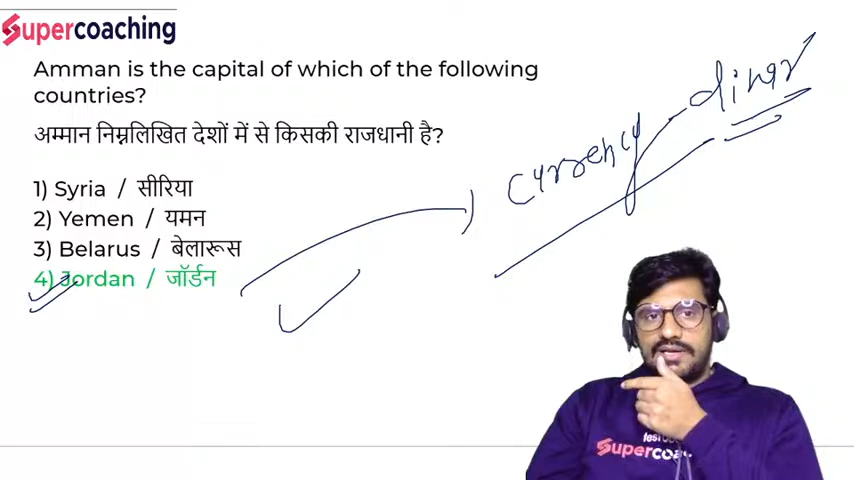 Supercoaching
Amman is the capital of which of the following
countries?
अम्मान निम्नलिखित देशों में से किसकी राजधानी है?
1) Syria / सीरिया
2) Yemen / यमन
3) Belarus / बेलारूस
4) Jordan / जॉर्डन
currency - dinar
Supercoa